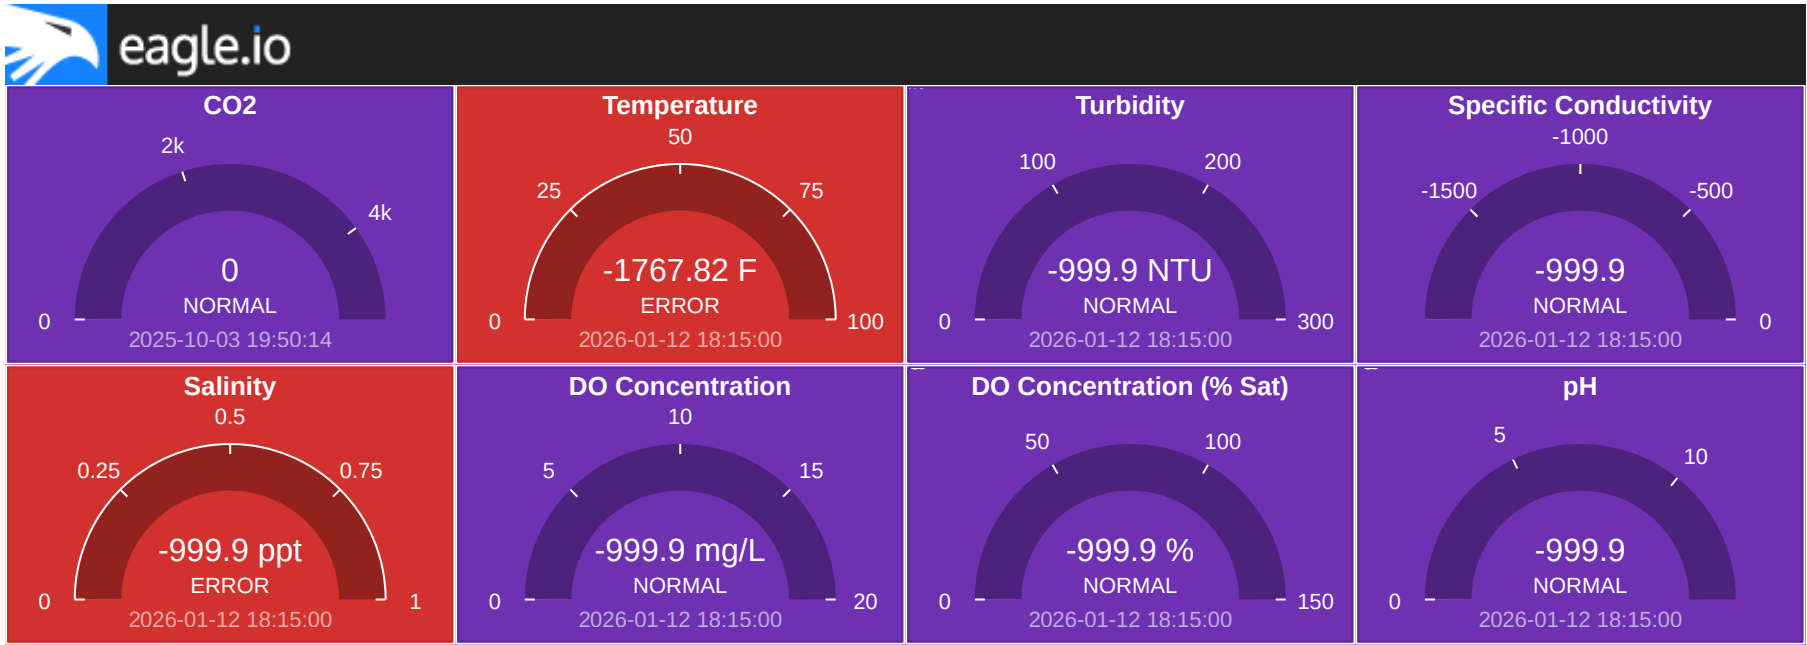 eagle.io
CO2
2k
4k
0
0
NORMAL
2025-10-03 19:50:14
Temperature
50
25
75
-1767.82 F
ERROR
0
100
2026-01-12 18:15:00
Turbidity
100
200
-999.9 NTU
NORMAL
0
300
2026-01-12 18:15:00
Specific Conductivity
-1000
-1500
-500
-999.9
NORMAL
0
2026-01-12 18:15:00
Salinity
0.5
0.25
0.75
-999.9 ppt
ERROR
0
1
2026-01-12 18:15:00
DO Concentration
10
5
15
-999.9 mg/L
NORMAL
0
20
2026-01-12 18:15:00
DO Concentration (% Sat)
50
100
-999.9 %
NORMAL
0
150
2026-01-12 18:15:00
pH
5
10
-999.9
NORMAL
0
2026-01-12 18:15:00